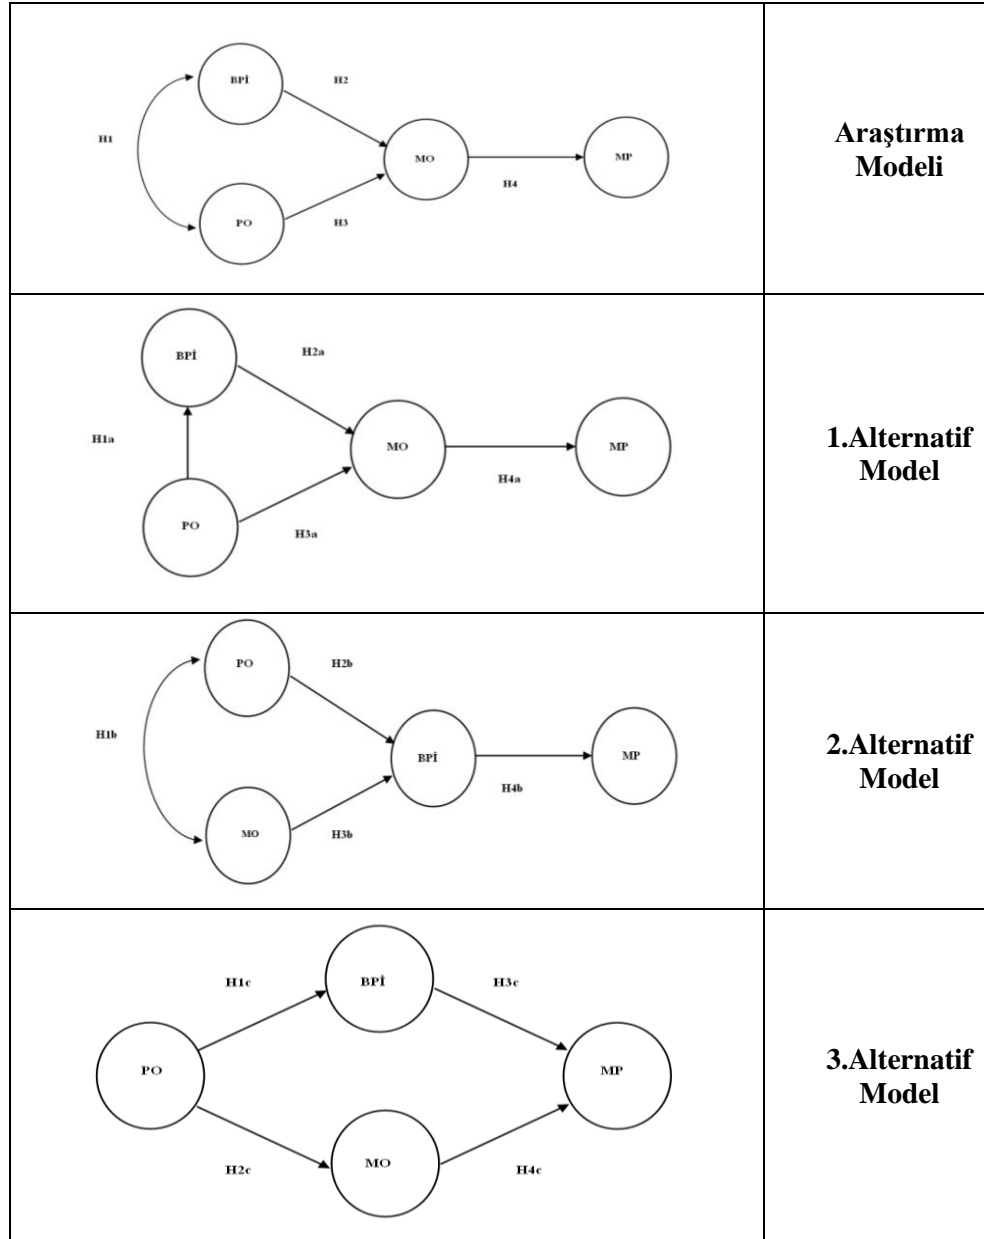 BPİ
H2
H1
MO
MP
H4
PO
H3
Araştırma
Modeli
BPİ
H2a
H1a
MO
MP
H4a
PO
H3a
1.Alternatif
Model
PO
H2b
H1b
BPİ
MP
H4b
MO
H3b
2.Alternatif
Model
H1c
BPİ
H3c
PO
MP
H2c
MO
H4c
3.Alternatif
Model